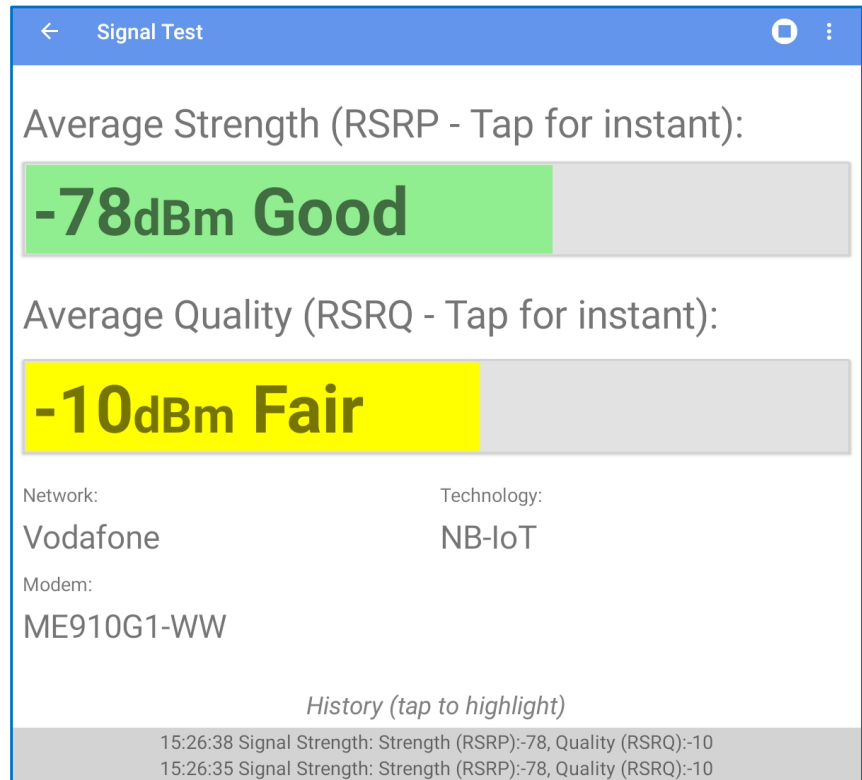 Signal Test
Average Strength (RSRP - Tap for instant):
-78dBm Good
Average Quality (RSRQ - Tap for instant):
-10dBm Fair
Network:
Technology:
Vodafone
NB-IoT
Modem:
ME910G1-WW
History (tap to highlight)
15:26:38 Signal Strength: Strength (RSRP):-78, Quality (RSRQ):-10
15:26:35 Signal Strength: Strength (RSRP):-78, Quality (RSRQ):-10